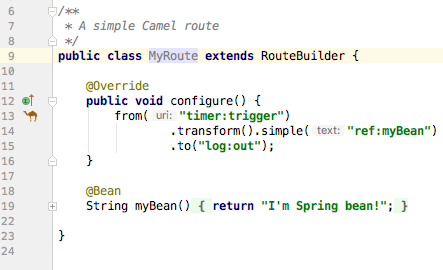 6 /**
7 * A simple Camel route
8 */
9 public class MyRoute extends RouteBuilder {
10
11 @Override
12 public void configure() {
13 from( uri: "timer:trigger")
14 .transform().simple( text: "ref:myBean")
15 .to("log:out");
16 }
17
18 @Bean
19 String myBean() { return "I'm Spring bean!"; }
22
23 }
24